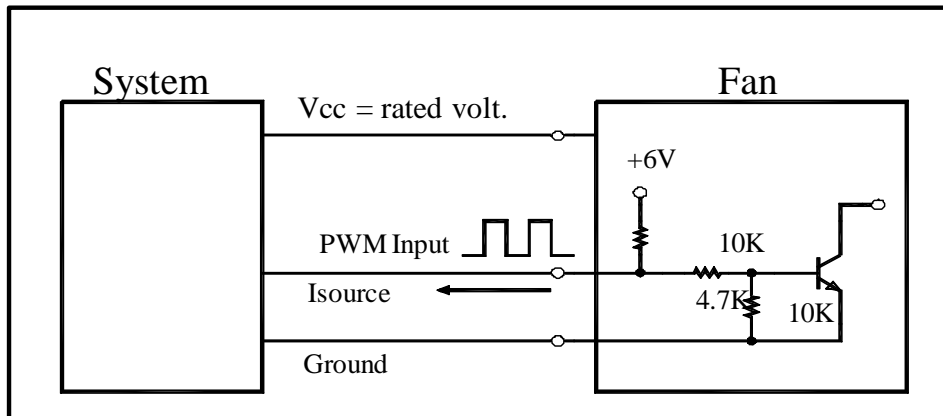 System
Fan
Vcc = rated volt.
+6V
PWM Input
10K
Isource
4.7K
10K
Ground